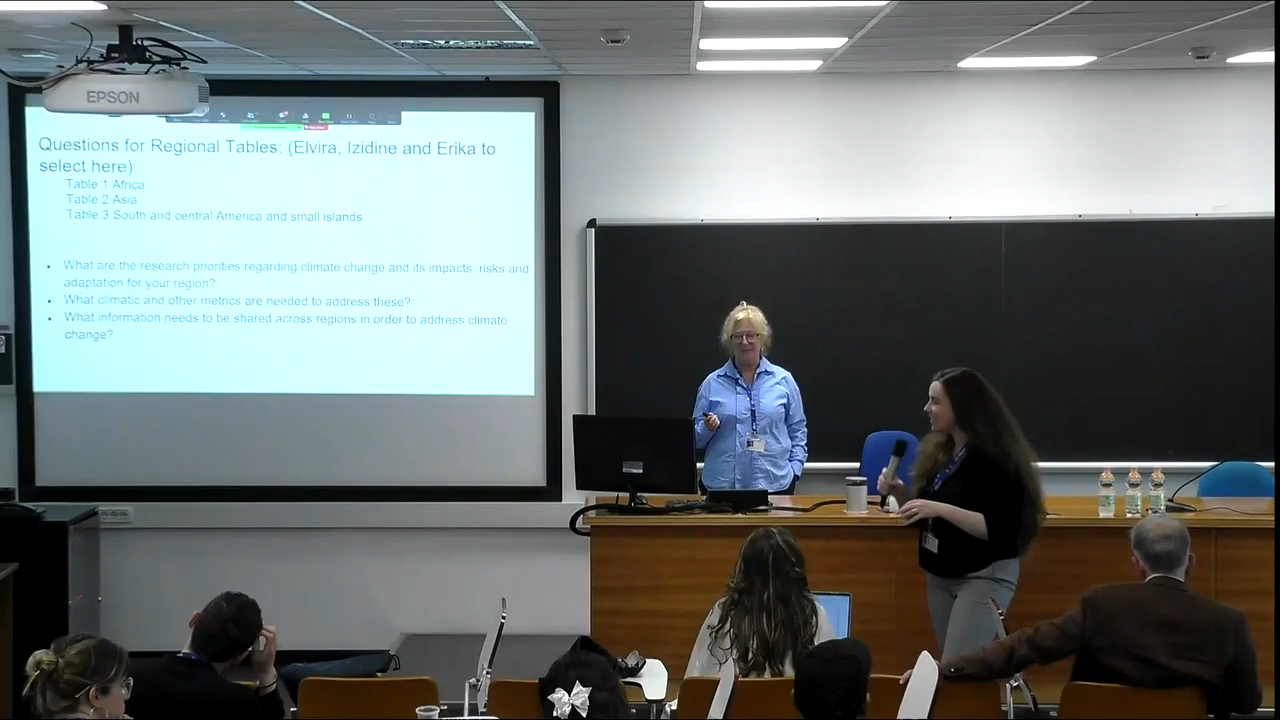 EPSON
Questions for Regional Tables: (Elvira, Izidine and Erika to
select here)
Table 1 Africa
Table 2 Asia
Table 3 South and central America and small islands
• What are the research priorities regarding climate change and its impacts, risks and
adaptation for your region?
• What climatic and other metrics are needed to address these?
• What information needs to be shared across regions in order to address climate
change?